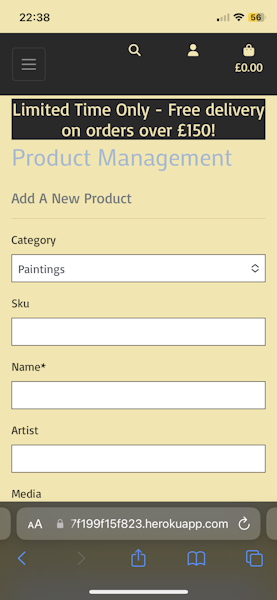 22:38
56
£0.00
Limited Time Only - Free delivery
on orders over £150!
Product Management
Add A New Product
Category
Paintings
Sku
Name*
Artist
Media
AA 7f199f15f823.herokuapp.com